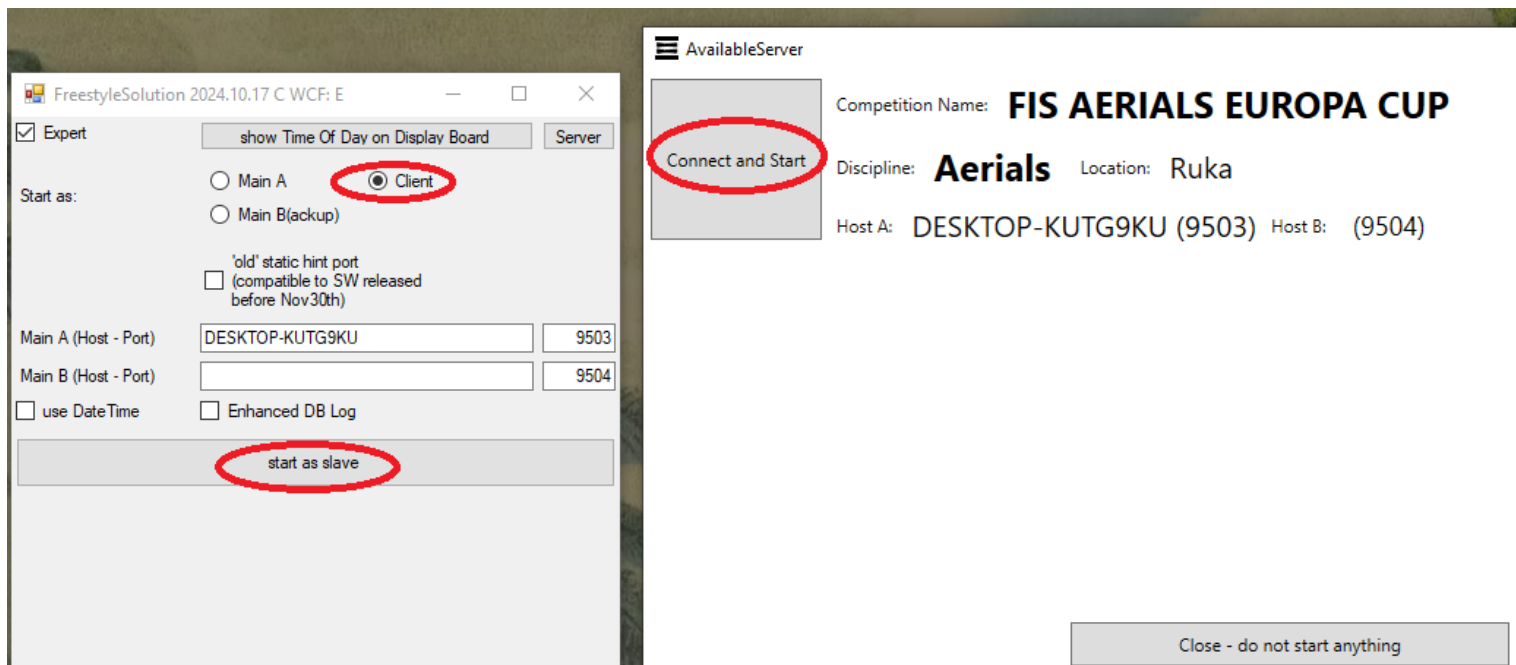 FreestyleSolution 2024.10.17 C WCF: E
Expert
show Time Of Day on Display Board
Server
Start as:
Main A
Client
Main B(ackup)
'old' static hint port
(compatible to SW released
before Nov30th)
Main A (Host - Port)
DESKTOP-KUTG9KU
9503
Main B (Host - Port)
9504
use DateTime
Enhanced DB Log
start as slave
AvailableServer
Connect and Start
Competition Name: FIS AERIALS EUROPA CUP
Discipline: Aerials Location: Ruka
Host A: DESKTOP-KUTG9KU (9503) Host B: (9504)
Close - do not start anything